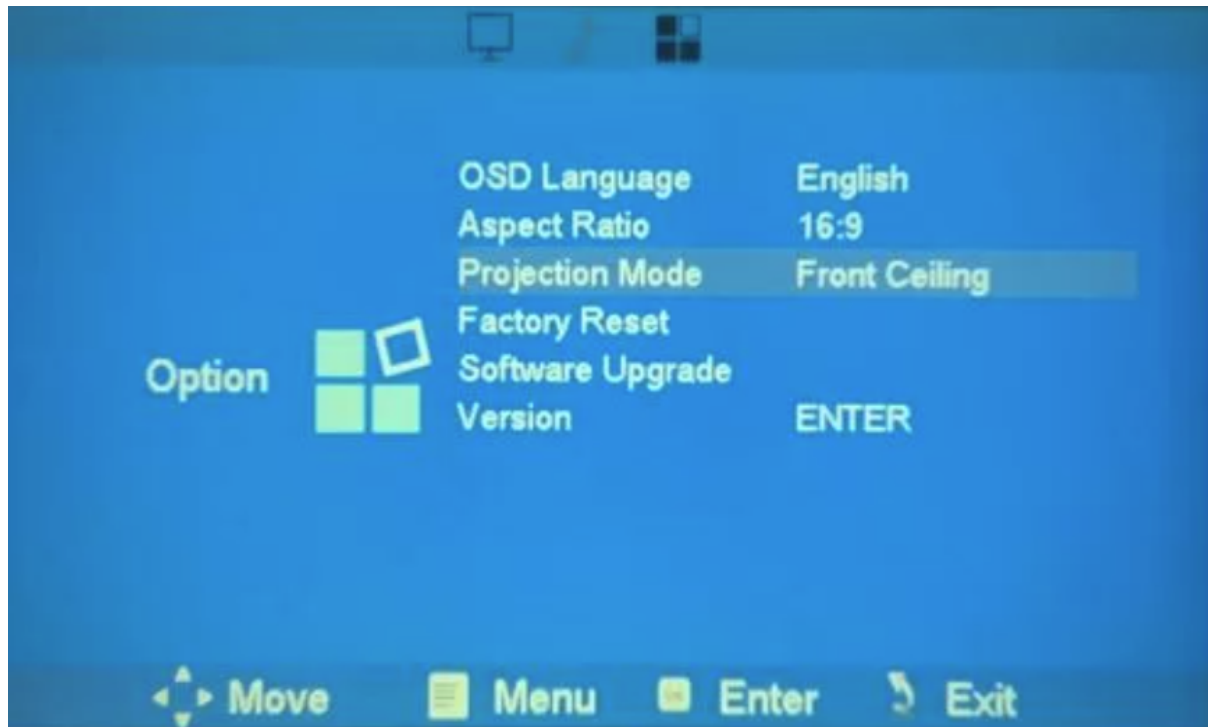 OSD Language English
Aspect Ratio 16:9
Projection Mode Front Ceiling
Factory Reset
Option
Software Upgrade
Version ENTER
Move Menu Enter Exit